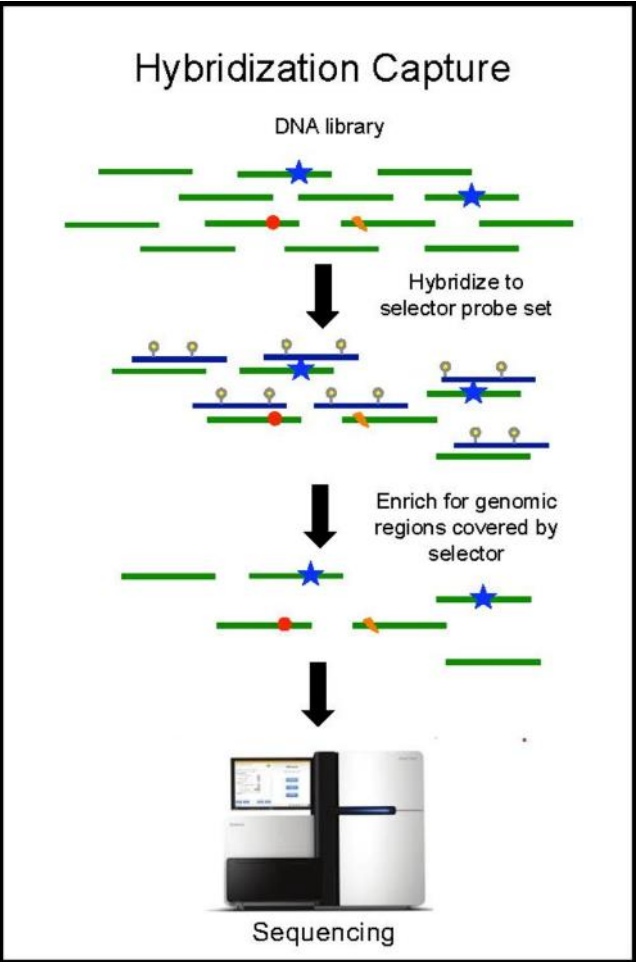 Hybridization Capture
DNA library
Hybridize to
selector probe set
Enrich for genomic
regions covered by
selector
Sequencing